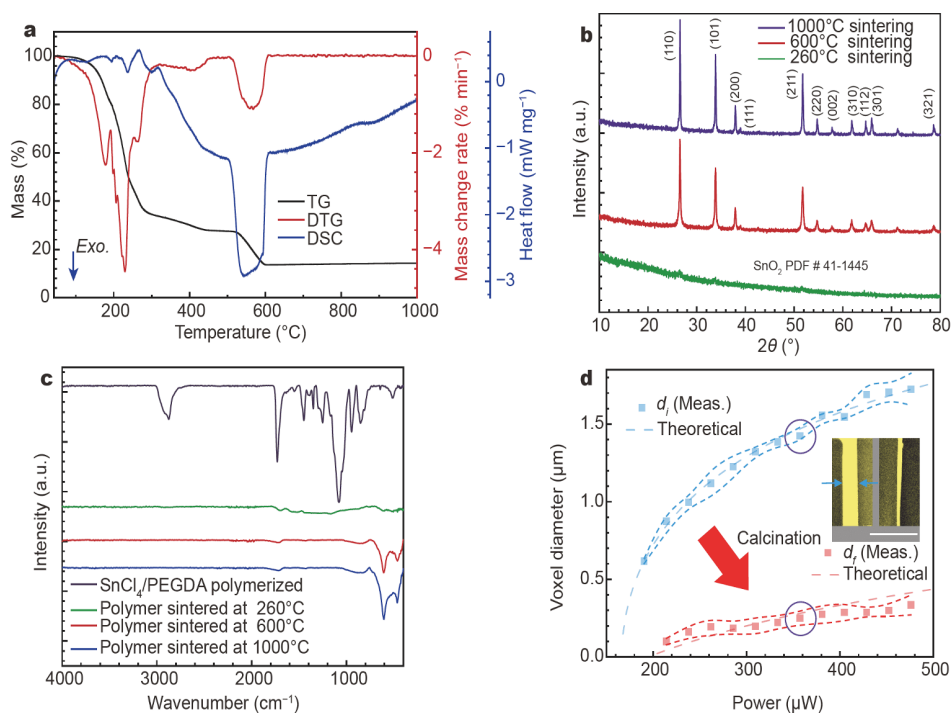 a
100
80
60
40
20
0
Mass (%)
Exo.
TG
DTG
DSC
200
400
600
800
1000
Temperature (°C)
0
−2
−4
Mass change rate (% min⁻¹)
0
−1
−2
−3
Heat flow (mW mg⁻¹)
b
1000°C sintering
600°C sintering
260°C sintering
(110)
(101)
(200)
(111)
(211)
(220)
(002)
(310)
(112)
(301)
(321)
SnO₂ PDF # 41-1445
Intensity (a.u.)
10 20 30 40 50 60 70 80
2θ (°)
c
Intensity (a.u.)
SnCl₄/PEGDA polymerized
Polymer sintered at 260°C
Polymer sintered at 600°C
Polymer sintered at 1000°C
4000 3000 2000 1000
Wavenumber (cm⁻¹)
d
1.5
1.0
0.5
0.0
Voxel diameter (µm)
dᵢ (Meas.)
Theoretical
Calcination
d_f (Meas.)
Theoretical
200 300 400 500
Power (µW)